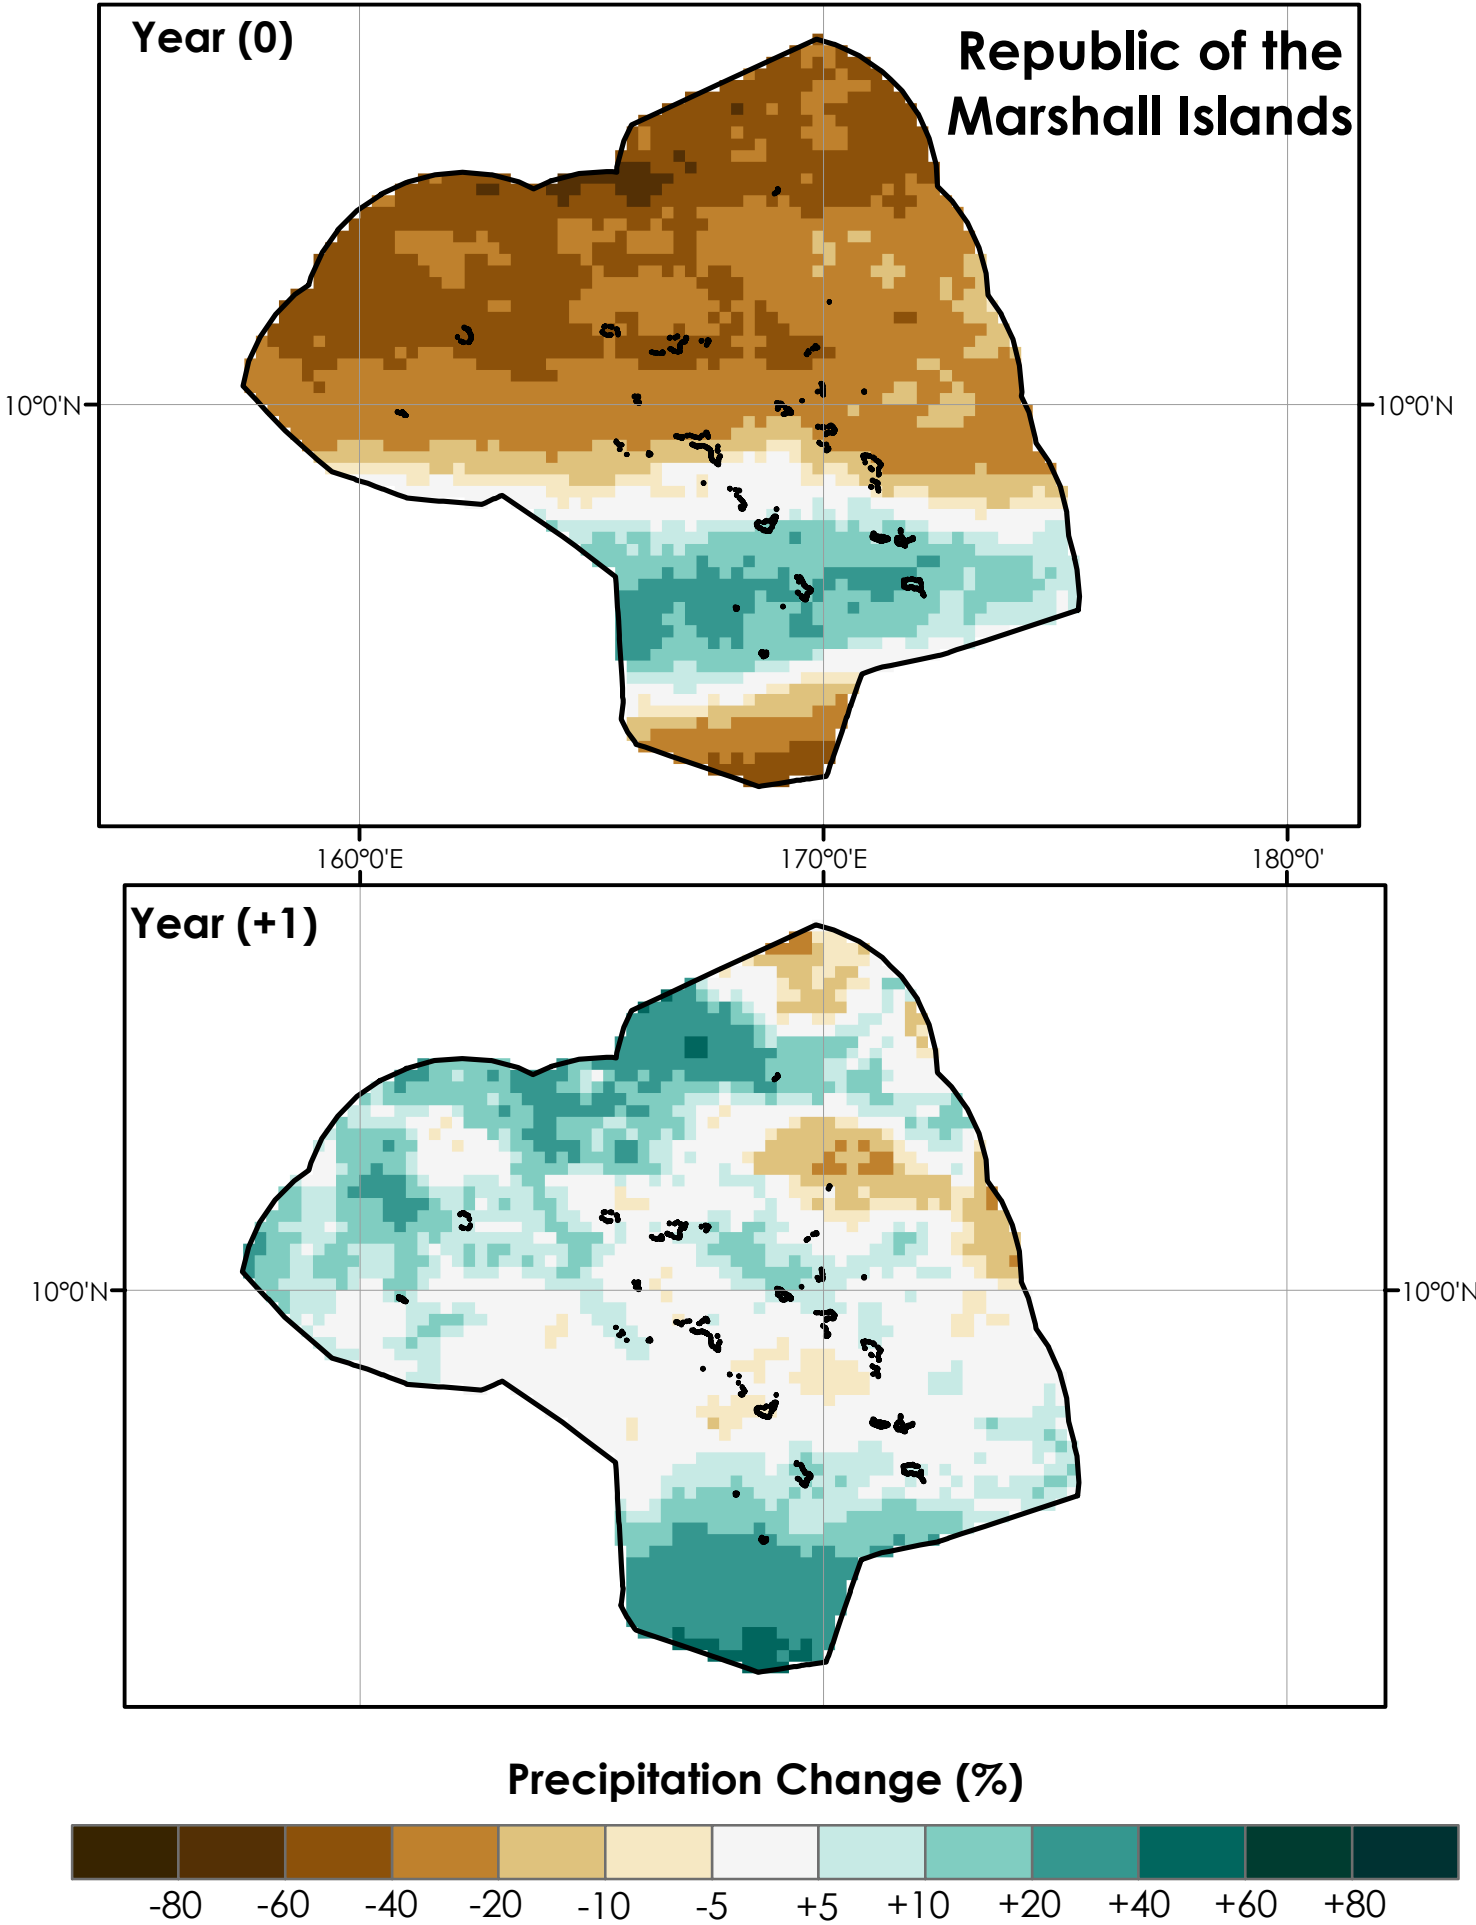 Year (0)
Republic of the
Marshall Islands
10°0'N
10°0'N
160°0'E
170°0'E
180°0'
Year (+1)
10°0'N
10°0'N
Precipitation Change (%)
-80
-60
-40
-20
-10
-5
+5
+10
+20
+40
+60
+80